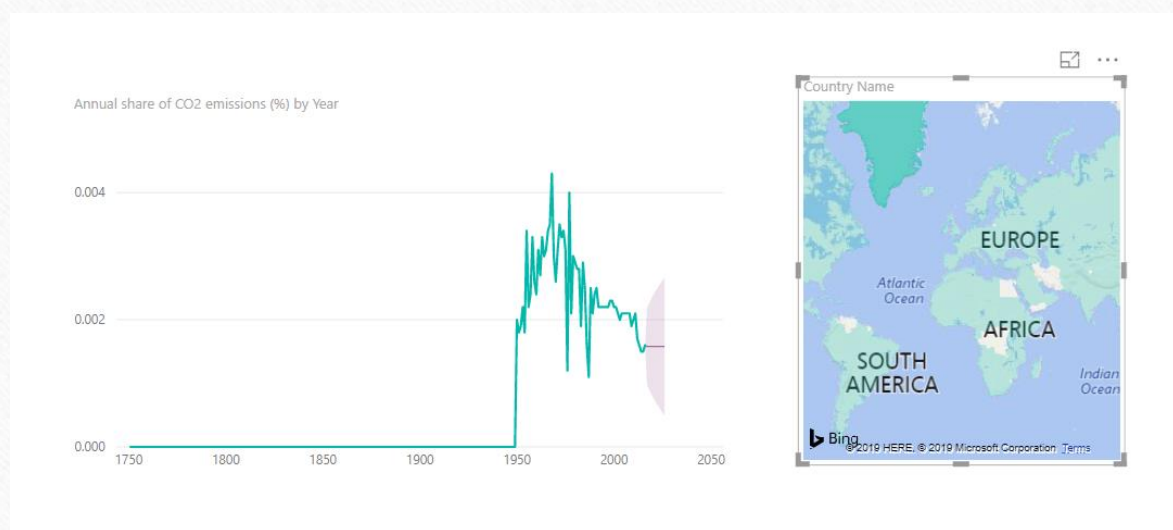 Annual share of CO2 emissions (%) by Year
0.004
0.002
0.000
1750 1800 1850 1900 1950 2000 2050
Country Name
EUROPE
Atlantic
Ocean
AFRICA
SOUTH
AMERICA
Indian
Ocean
Bing
© 2019 HERE, © 2019 Microsoft Corporation Terms